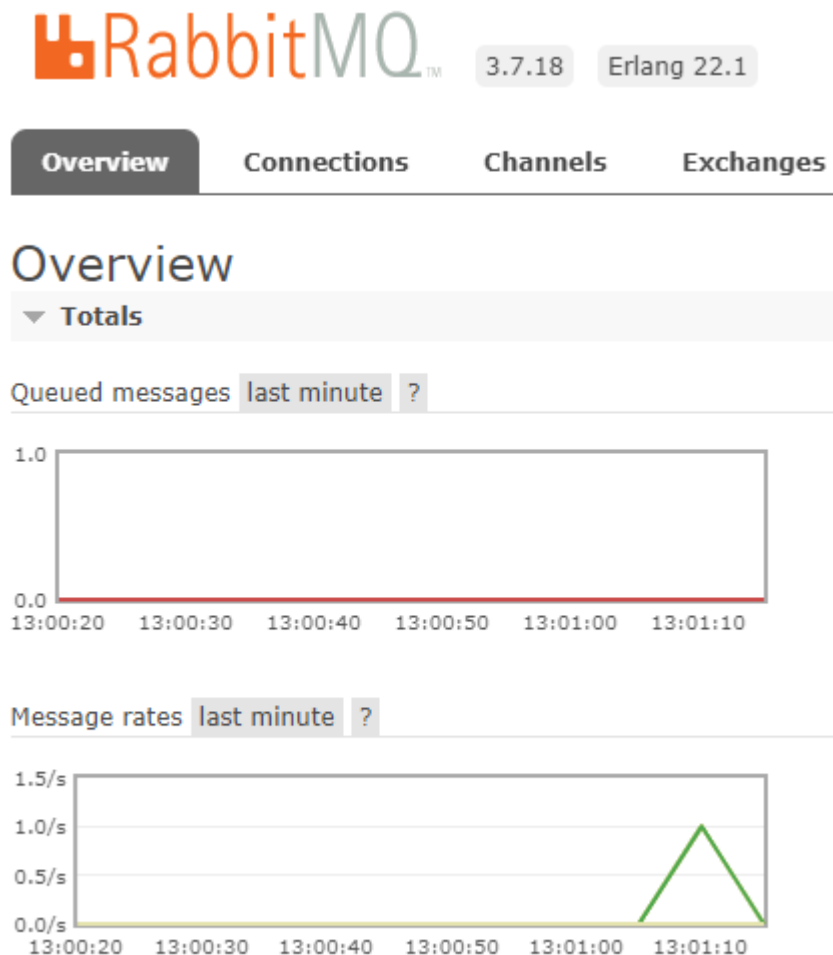 RabbitMQ TM 3.7.18 Erlang 22.1
Overview Connections Channels Exchanges
Overview
Totals
Queued messages last minute ?
1.0
0.0
13:00:20 13:00:30 13:00:40 13:00:50 13:01:00 13:01:10
Message rates last minute ?
1.5/s
1.0/s
0.5/s
0.0/s
13:00:20 13:00:30 13:00:40 13:00:50 13:01:00 13:01:10